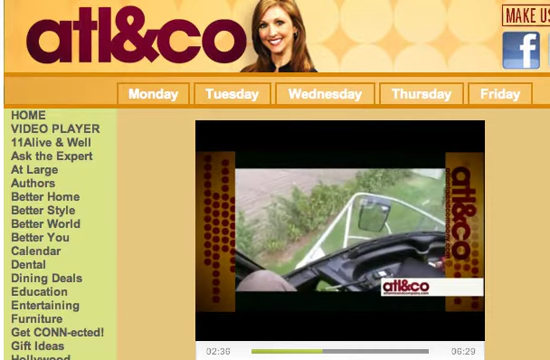 atl&co
MAKE US
f
Monday Tuesday Wednesday Thursday Friday
HOME
VIDEO PLAYER
11Alive & Well
Ask the Expert
At Large
Authors
Better Home
Better Style
Better World
Better You
Calendar
Dental
Dining Deals
Education
Entertaining
Furniture
Get CONN-ected!
Gift Ideas
Hollywood
atl&co
atl&co
02:36 06:29